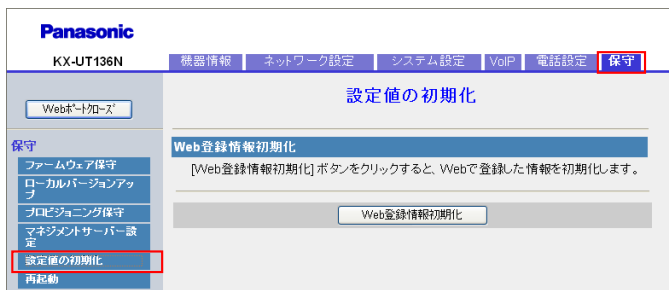 Panasonic
KX-UT136N
機器情報 ネットワーク設定 システム設定 VoIP 電話設定 保守
Webポートクローズ
設定値の初期化
保守
ファームウェア保守
ローカルバージョンアッ
プ
プロビジョニング保守
マネジメントサーバー設
定
設定値の初期化
再起動
Web登録情報初期化
[Web登録情報初期化] ボタンをクリックすると、Webで登録した情報を初期化します。
Web登録情報初期化